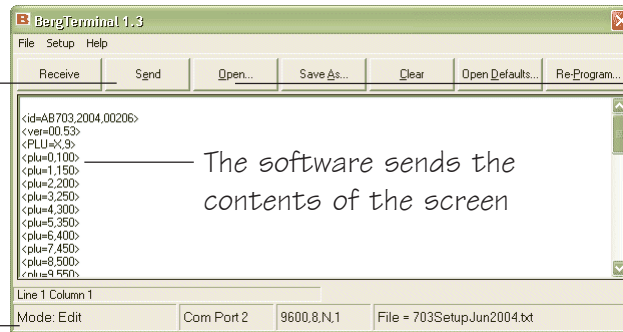 BergTerminal 1.3
File Setup Help
Receive Send Open... Save As... Clear Open Defaults... Re-Program...
<id=AB703,2004,00206>
<ver=00.53>
<PLU=X,9>
<plu=0,100>
<plu=1,150>
<plu=2,200>
<plu=3,250>
<plu=4,300>
<plu=5,350>
<plu=6,400>
<plu=7,450>
<plu=8,500>
<plu=9,550>
The software sends the
contents of the screen
Line 1 Column 1
Mode: Edit Com Port 2 9600,8,N,1 File = 703SetupJun2004.txt